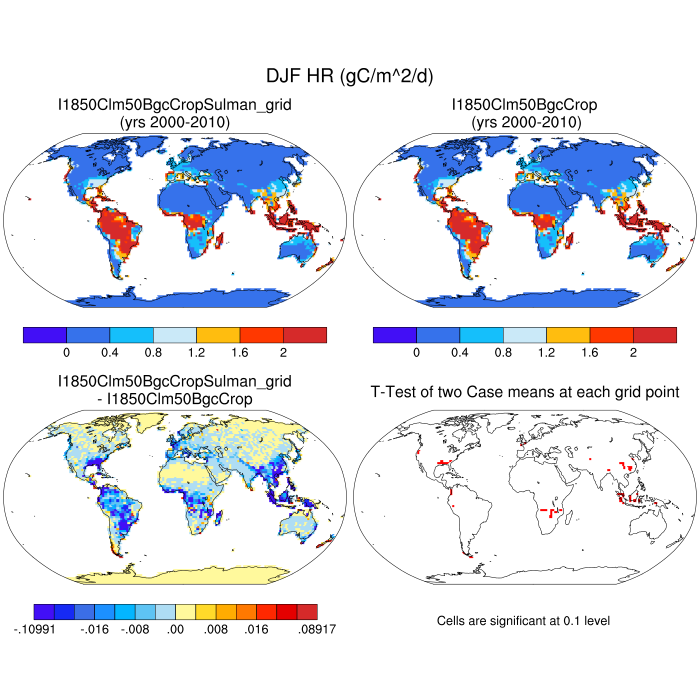 DJF HR (gC/m^2/d)
I1850Clm50BgcCropSulman_grid
(yrs 2000-2010)
I1850Clm50BgcCrop
(yrs 2000-2010)
0 0.4 0.8 1.2 1.6 2
0 0.4 0.8 1.2 1.6 2
I1850Clm50BgcCropSulman_grid
- I1850Clm50BgcCrop
T-Test of two Case means at each grid point
-.10991 -.016 -.008 .00 .008 .016 .08917
Cells are significant at 0.1 level